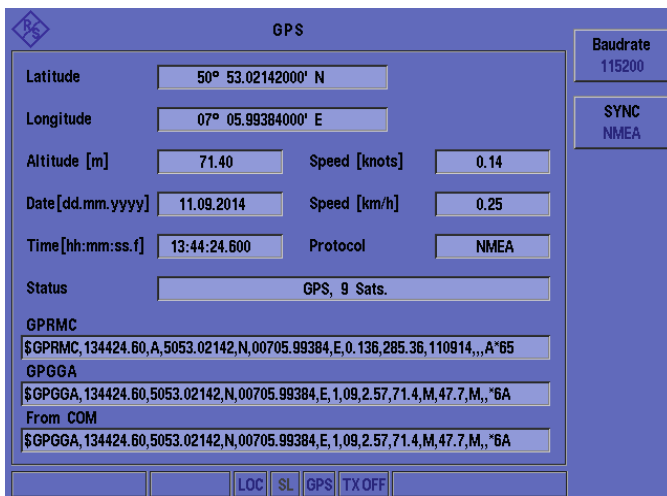 R&S
GPS
Baudrate
115200
SYNC
NMEA
Latitude 50° 53.02142000' N
Longitude 07° 05.99384000' E
Altitude [m] 71.40 Speed [knots] 0.14
Date[dd.mm.yyyy] 11.09.2014 Speed [km/h] 0.25
Time[hh:mm:ss.f] 13:44:24.600 Protocol NMEA
Status GPS, 9 Sats.
GPRMC
$GPRMC,134424.60,A,5053.02142,N,00705.99384,E,0.136,285.36,110914,,,A*65
GPGGA
$GPGGA,134424.60,5053.02142,N,00705.99384,E,1,09,2.57,71.4,M,47.7,M,,*6A
From COM
$GPGGA,134424.60,5053.02142,N,00705.99384,E,1,09,2.57,71.4,M,47.7,M,,*6A
LOC SL GPS TX OFF